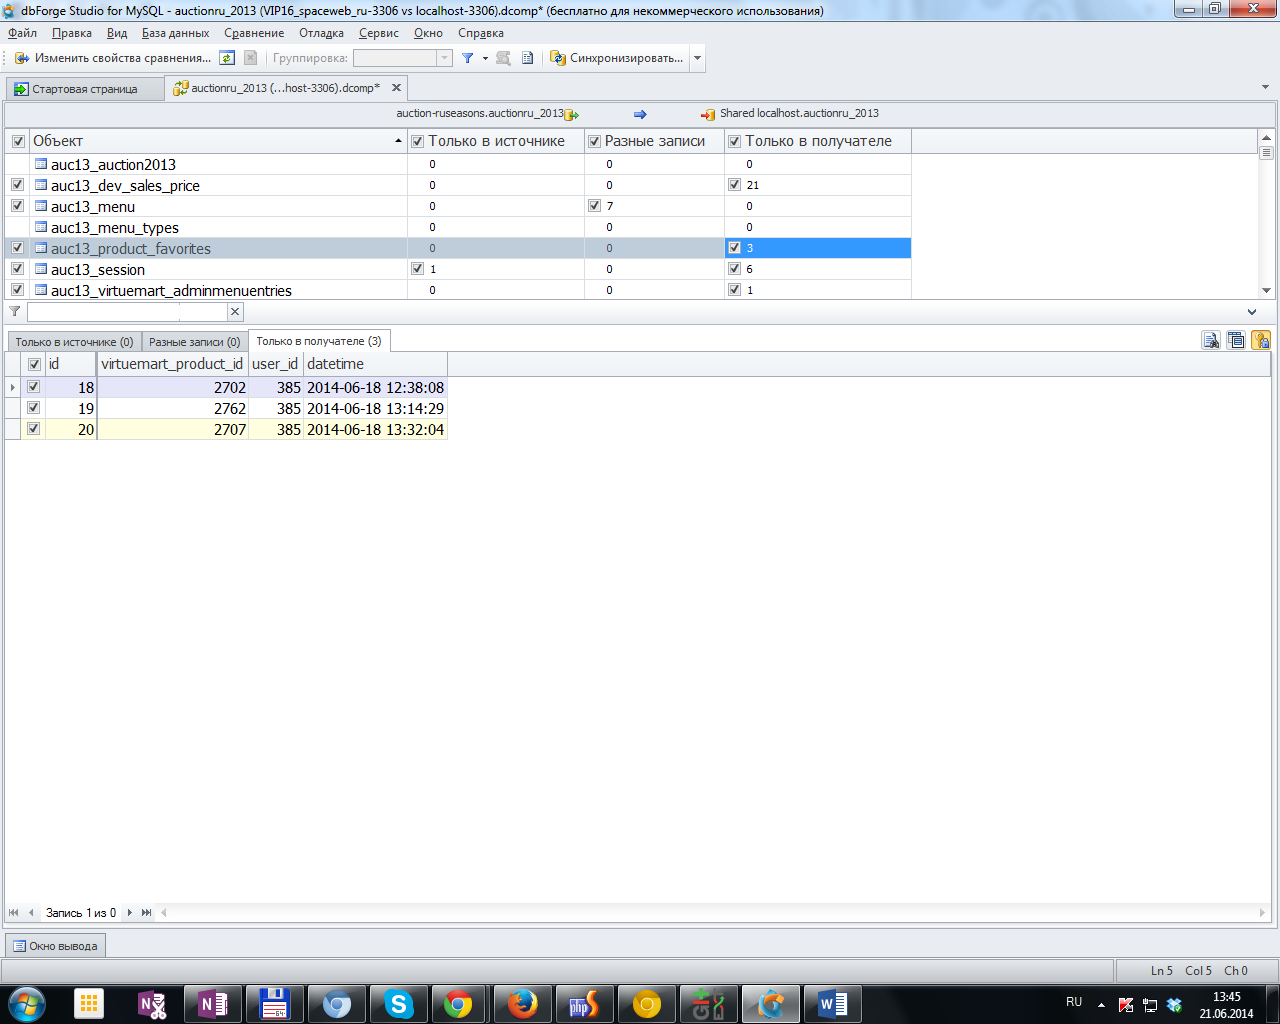 dbForge Studio for MySQL - auctionru_2013 (VIP16_spaceweb_ru-3306 vs localhost-3306).dcomp* (бесплатно для некоммерческого использования)
Файл Правка Вид База данных Сравнение Отладка Сервис Окно Справка
Изменить свойства сравнения... Группировка: Синхронизировать...
Стартовая страница auctionru_2013 (...host-3306).dcomp*
auction-ruseasons.auctionru_2013 Shared localhost.auctionru_2013
Объект Только в источнике Разные записи Только в получателе
auc13_auction2013 0 0 0
auc13_dev_sales_price 0 0 21
auc13_menu 0 7 0
auc13_menu_types 0 0 0
auc13_product_favorites 0 0 3
auc13_session 1 0 6
auc13_virtuemart_adminmenuentries 0 0 1
Только в источнике (0) Разные записи (0) Только в получателе (3)
id virtuemart_product_id user_id datetime
18 2702 385 2014-06-18 12:38:08
19 2762 385 2014-06-18 13:14:29
20 2707 385 2014-06-18 13:32:04
Запись 1 из 0
Окно вывода
Ln 5 Col 5 Ch 0
RU 13:45
21.06.2014